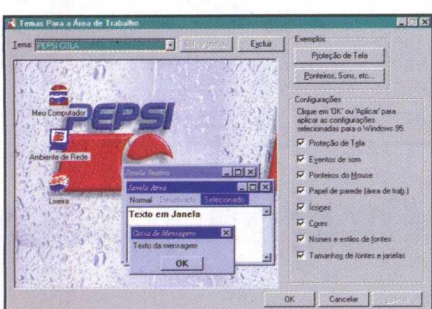 Temas Para a Área de Trabalho
Tema: PEPSI COLA
Excluir
Exemplos
Proteção de Tela
Ponteiros, Sons, etc...
Meu Computador
PEPSI
Ambiente de Rede
Lixeira
Janela Inativa
Janela Ativa
Normal Desativado Selecionado
Texto em Janela
Caixa de Mensagem
Texto da mensagem
OK
Configurações
Clique em 'OK' ou 'Aplicar' para
aplicar as configurações
selecionadas para o Windows 95
Proteção de Tela
Eventos de som
Ponteiros do Mouse
Papel de parede (área de trab.)
Ícones
Cores
Nomes e estilos de fontes
Tamanhos de fontes e janelas
OK
Cancelar